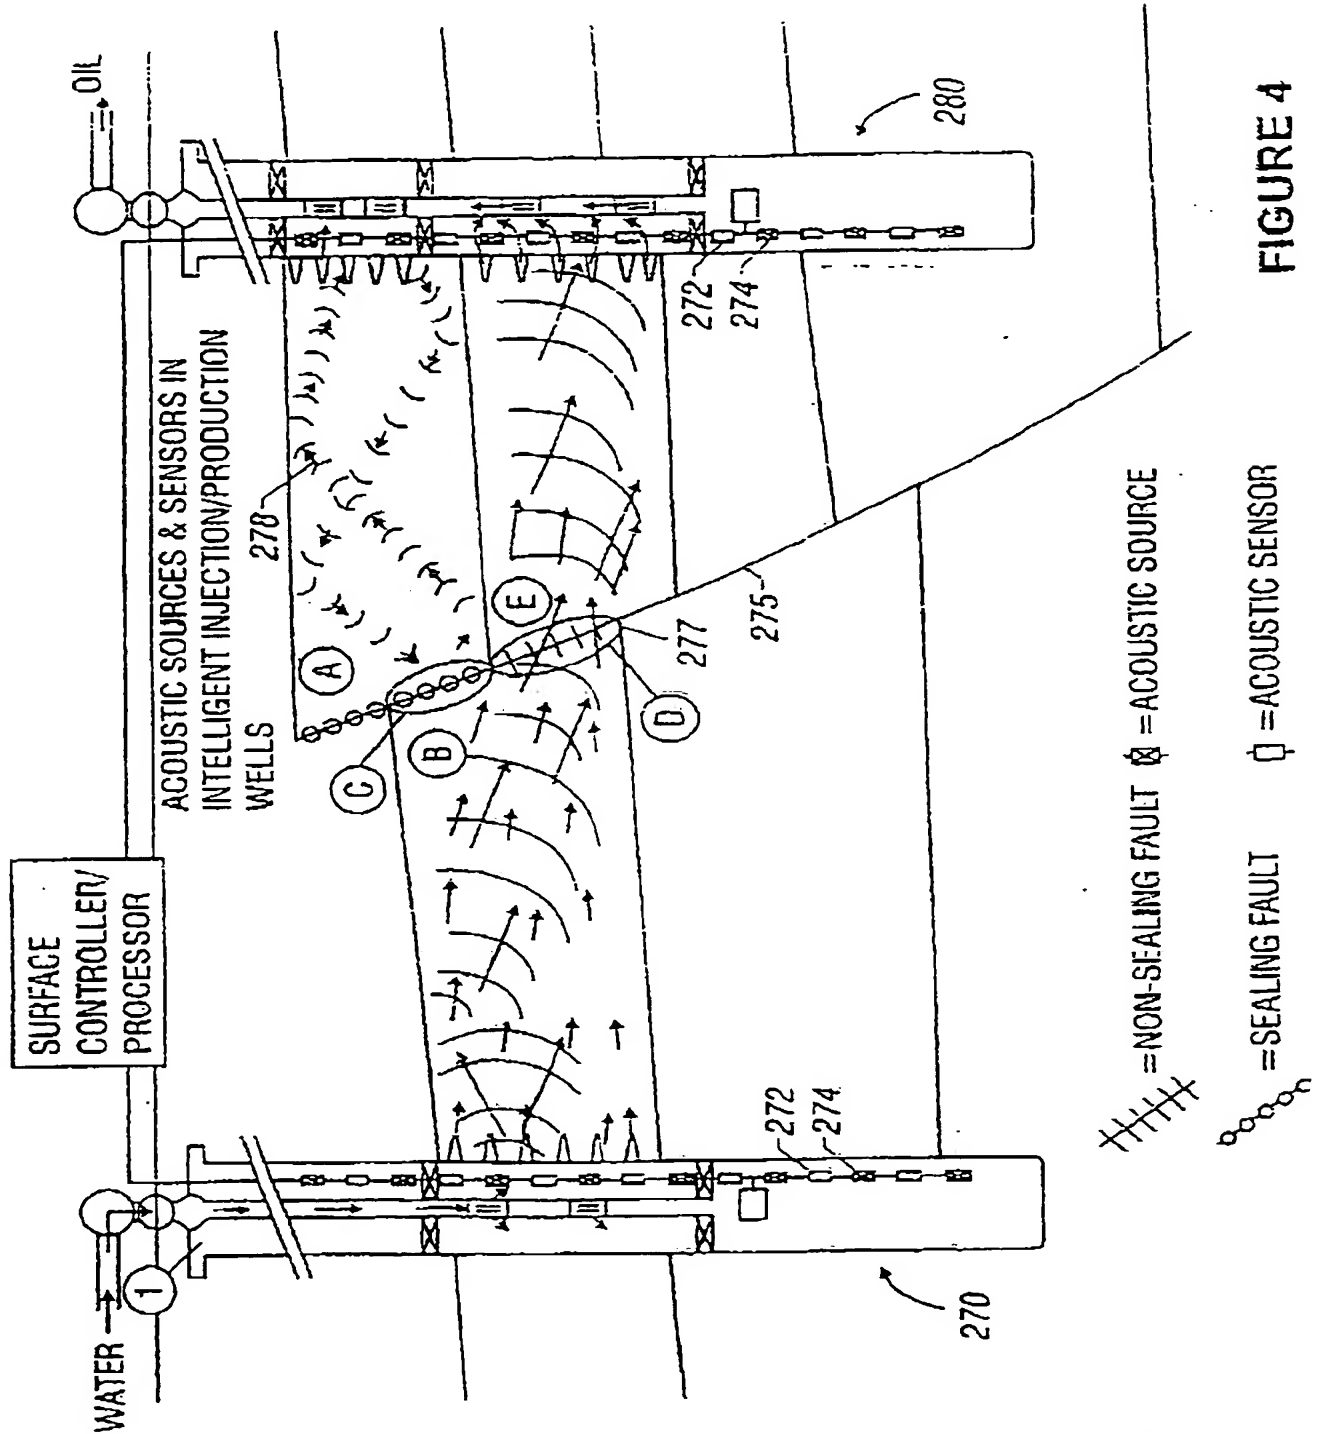 WATER
1
SURFACE
CONTROLLER/
PROCESSOR
OIL
ACOUSTIC SOURCES & SENSORS IN
INTELLIGENT INJECTION/PRODUCTION
WELLS
278
A
B
C
D
E
277
275
272
274
272
274
270
280
=NON-SEALING FAULT
=ACOUSTIC SOURCE
=SEALING FAULT
=ACOUSTIC SENSOR
FIGURE 4